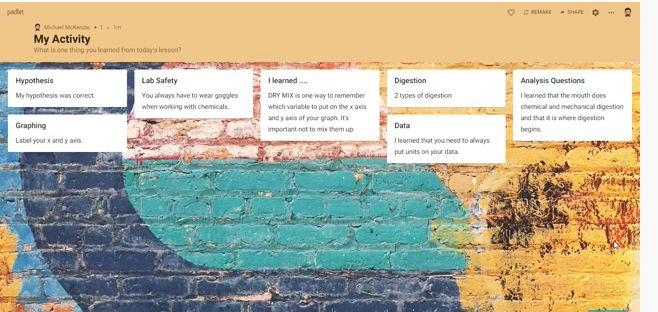 padlet
REMAKE
SHARE
Michael McKenzie • 1 • 1m
My Activity
What is one thing you learned from today's lesson?
Hypothesis
My hypothesis was correct.
Graphing
Label your x and y axis.
Lab Safety
You always have to wear goggles
when working with chemicals.
I learned ....
DRY MIX is one way to remember
which variable to put on the x axis
and y axis of your graph. It's
important not to mix them up.
Digestion
2 types of digestion
Data
I learned that you need to always
put units on your data.
Analysis Questions
I learned that the mouth does
chemical and mechanical digestion
and that it is where digestion
begins.